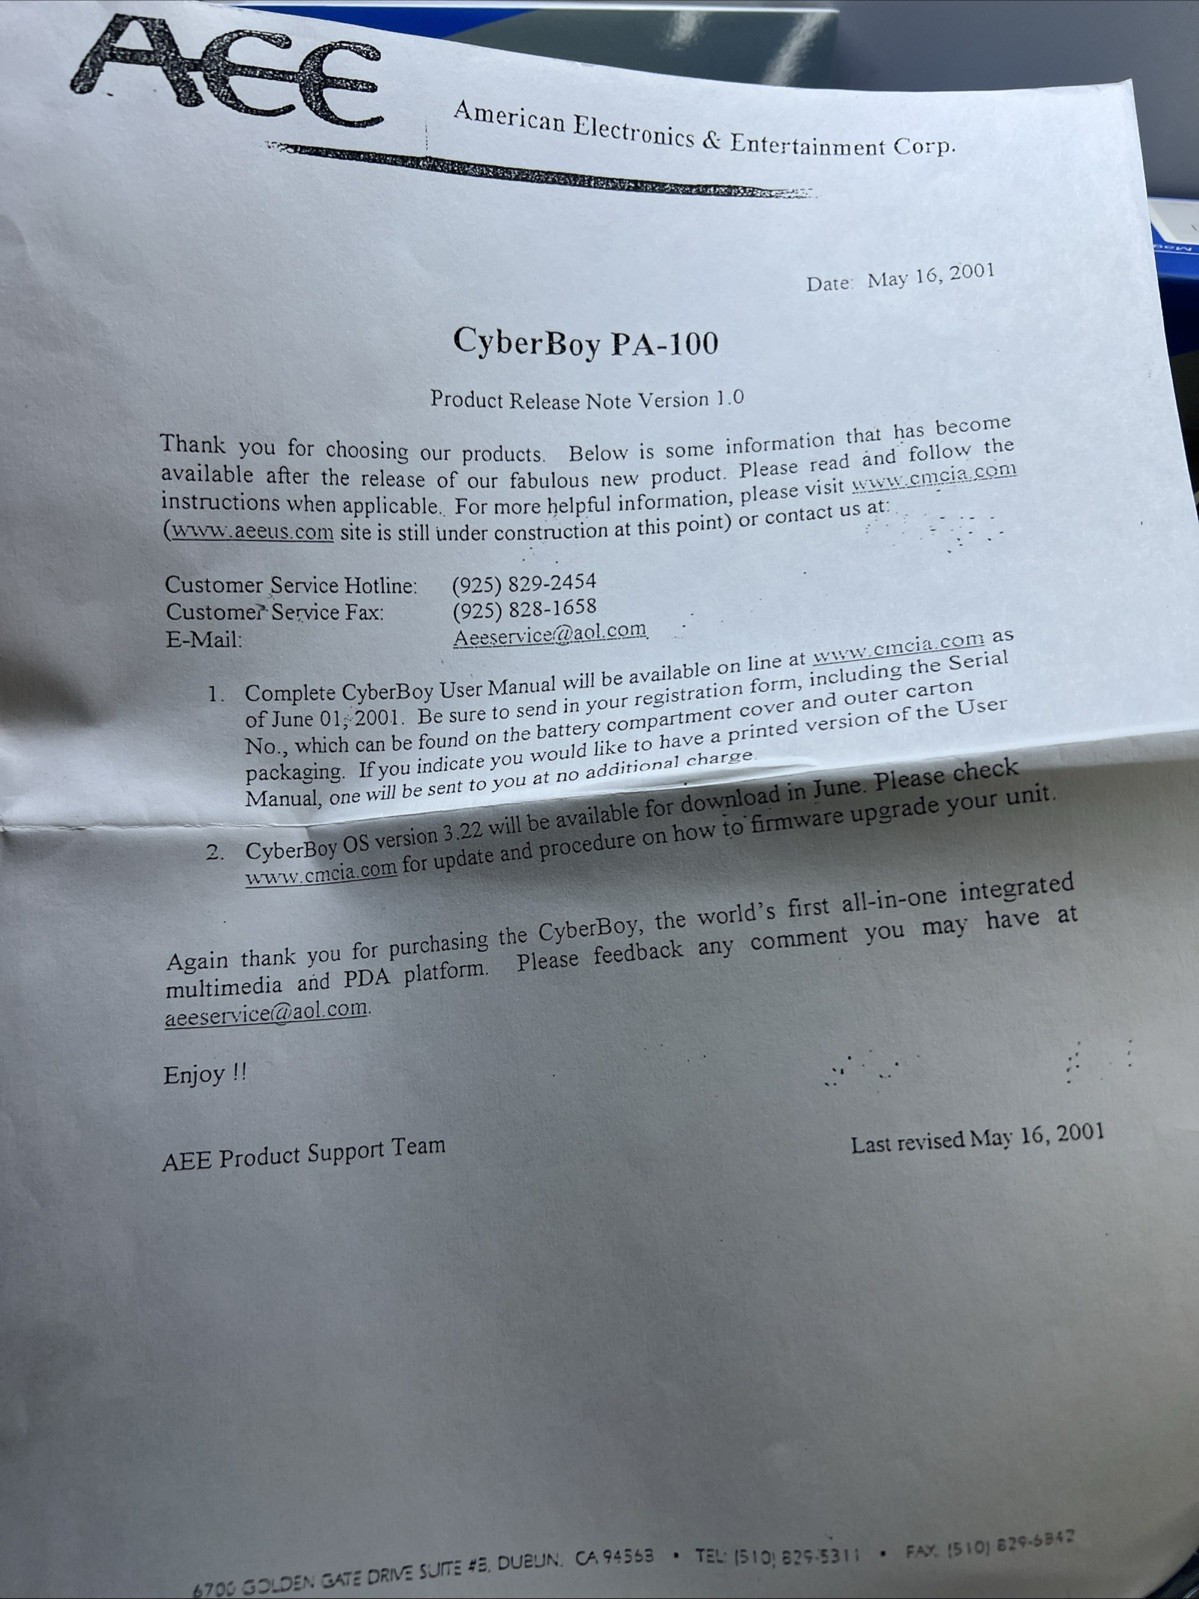 AEE
American Electronics & Entertainment Corp.
Date: May 16, 2001
CyberBoy PA-100
Product Release Note Version 1.0
Thank you for choosing our products. Below is some information that has become
available after the release of our fabulous new product. Please read and follow the
instructions when applicable. For more helpful information, please visit www.cmcia.com
(www.aeeus.com site is still under construction at this point) or contact us at:
Customer Service Hotline: (925) 829-2454
Customer Service Fax: (925) 828-1658
E-Mail: Aeeservice@aol.com
1. Complete CyberBoy User Manual will be available on line at www.cmcia.com as
of June 01, 2001. Be sure to send in your registration form, including the Serial
No., which can be found on the battery compartment cover and outer carton
packaging. If you indicate you would like to have a printed version of the User
Manual, one will be sent to you at no additional charge.
2. CyberBoy OS version 3.22 will be available for download in June. Please check
www.cmcia.com for update and procedure on how to firmware upgrade your unit.
Again thank you for purchasing the CyberBoy, the world's first all-in-one integrated
multimedia and PDA platform. Please feedback any comment you may have at
aeeservice@aol.com.
Enjoy !!
AEE Product Support Team
Last revised May 16, 2001
6700 GOLDEN GATE DRIVE SUITE #B, DUBLIN, CA 94568 • TEL: (510) 829-5311 • FAX. (510) 829-6842